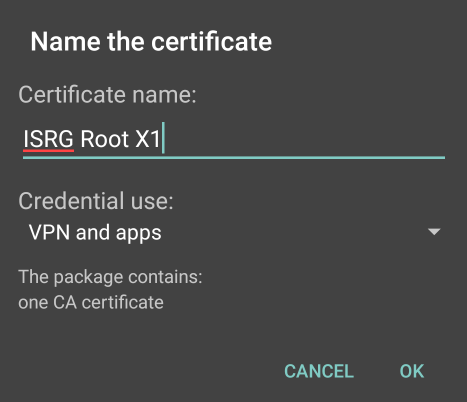 Name the certificate
Certificate name:
ISRG Root X1
Credential use:
VPN and apps
The package contains:
one CA certificate
CANCEL OK